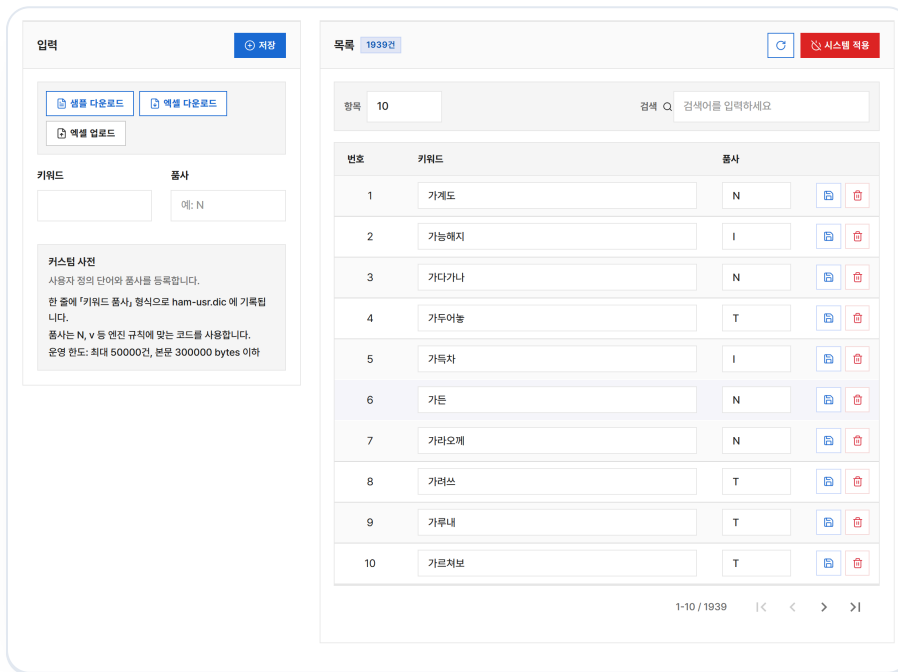 입력
저장
샘플 다운로드
엑셀 다운로드
엑셀 업로드
키워드
품사
예: N
커스텀 사전
사용자 정의 단어와 품사를 등록합니다.
한 줄에 「키워드 품사」 형식으로 ham-usr.dic 에 기록됩
니다.
품사는 N, v 등 엔진 규칙에 맞는 코드를 사용합니다.
운영 한도: 최대 50000건, 본문 300000 bytes 이하
목록 1939건
시스템 적용
항목 10
검색 검색어를 입력하세요
번호 키워드 품사
1 가계도 N
2 가능해지 I
3 가다가나 N
4 가두어놓 T
5 가득차 I
6 가든 N
7 가라오께 N
8 가려쓰 T
9 가루내 T
10 가르쳐보 T
1-10 / 1939